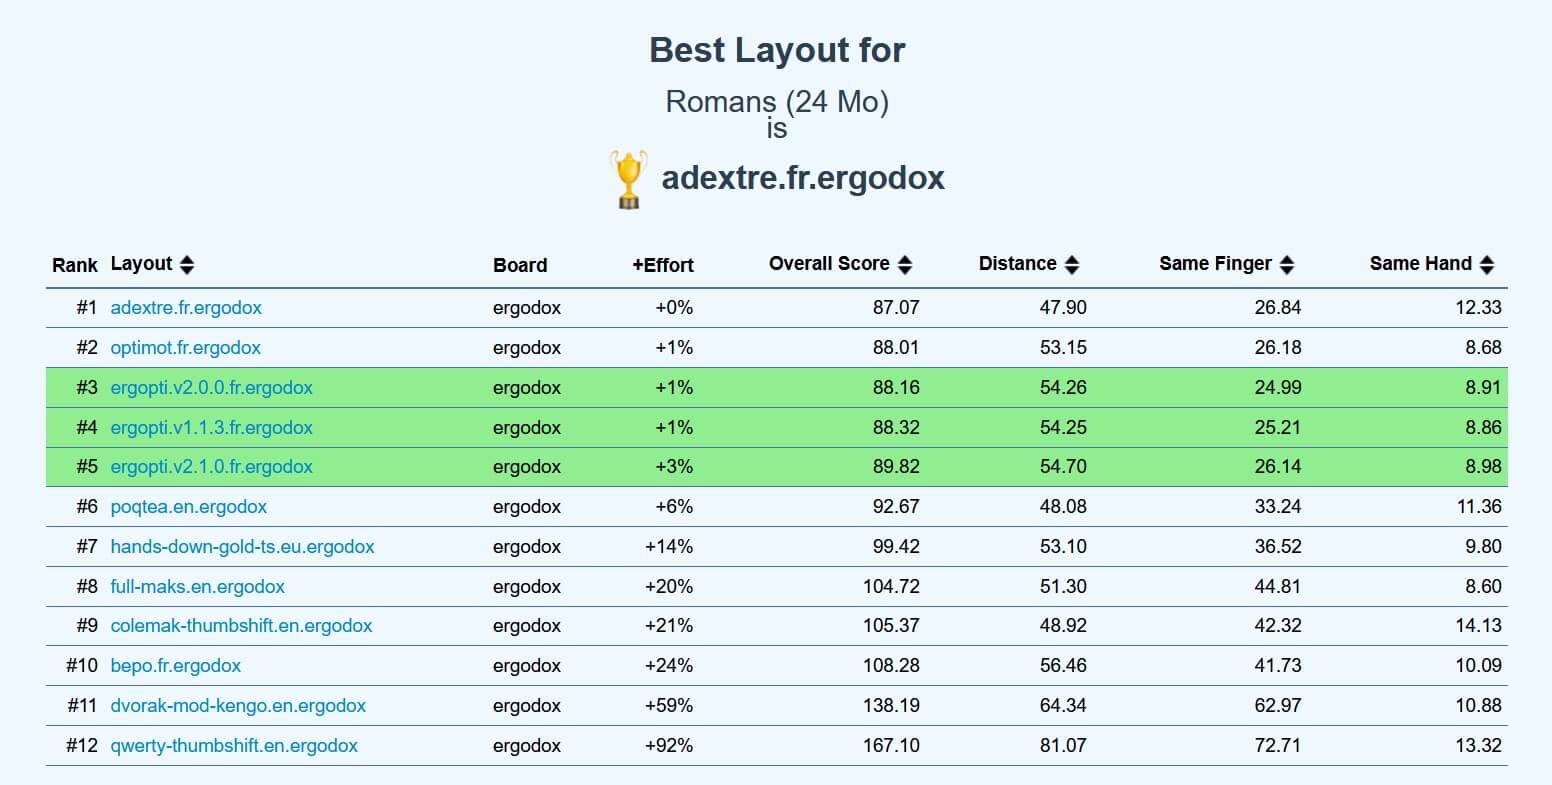 Best Layout for
Romans (24 Mo)
is
adextre.fr.ergodox
Rank Layout Board +Effort Overall Score Distance Same Finger Same Hand
#1 adextre.fr.ergodox ergodox +0% 87.07 47.90 26.84 12.33
#2 optimot.fr.ergodox ergodox +1% 88.01 53.15 26.18 8.68
#3 ergopti.v2.0.0.fr.ergodox ergodox +1% 88.16 54.26 24.99 8.91
#4 ergopti.v1.1.3.fr.ergodox ergodox +1% 88.32 54.25 25.21 8.86
#5 ergopti.v2.1.0.fr.ergodox ergodox +3% 89.82 54.70 26.14 8.98
#6 poqtea.en.ergodox ergodox +6% 92.67 48.08 33.24 11.36
#7 hands-down-gold-ts.eu.ergodox ergodox +14% 99.42 53.10 36.52 9.80
#8 full-maks.en.ergodox ergodox +20% 104.72 51.30 44.81 8.60
#9 colemak-thumbshift.en.ergodox ergodox +21% 105.37 48.92 42.32 14.13
#10 bepo.fr.ergodox ergodox +24% 108.28 56.46 41.73 10.09
#11 dvorak-mod-kengo.en.ergodox ergodox +59% 138.19 64.34 62.97 10.88
#12 qwerty-thumbshift.en.ergodox ergodox +92% 167.10 81.07 72.71 13.32